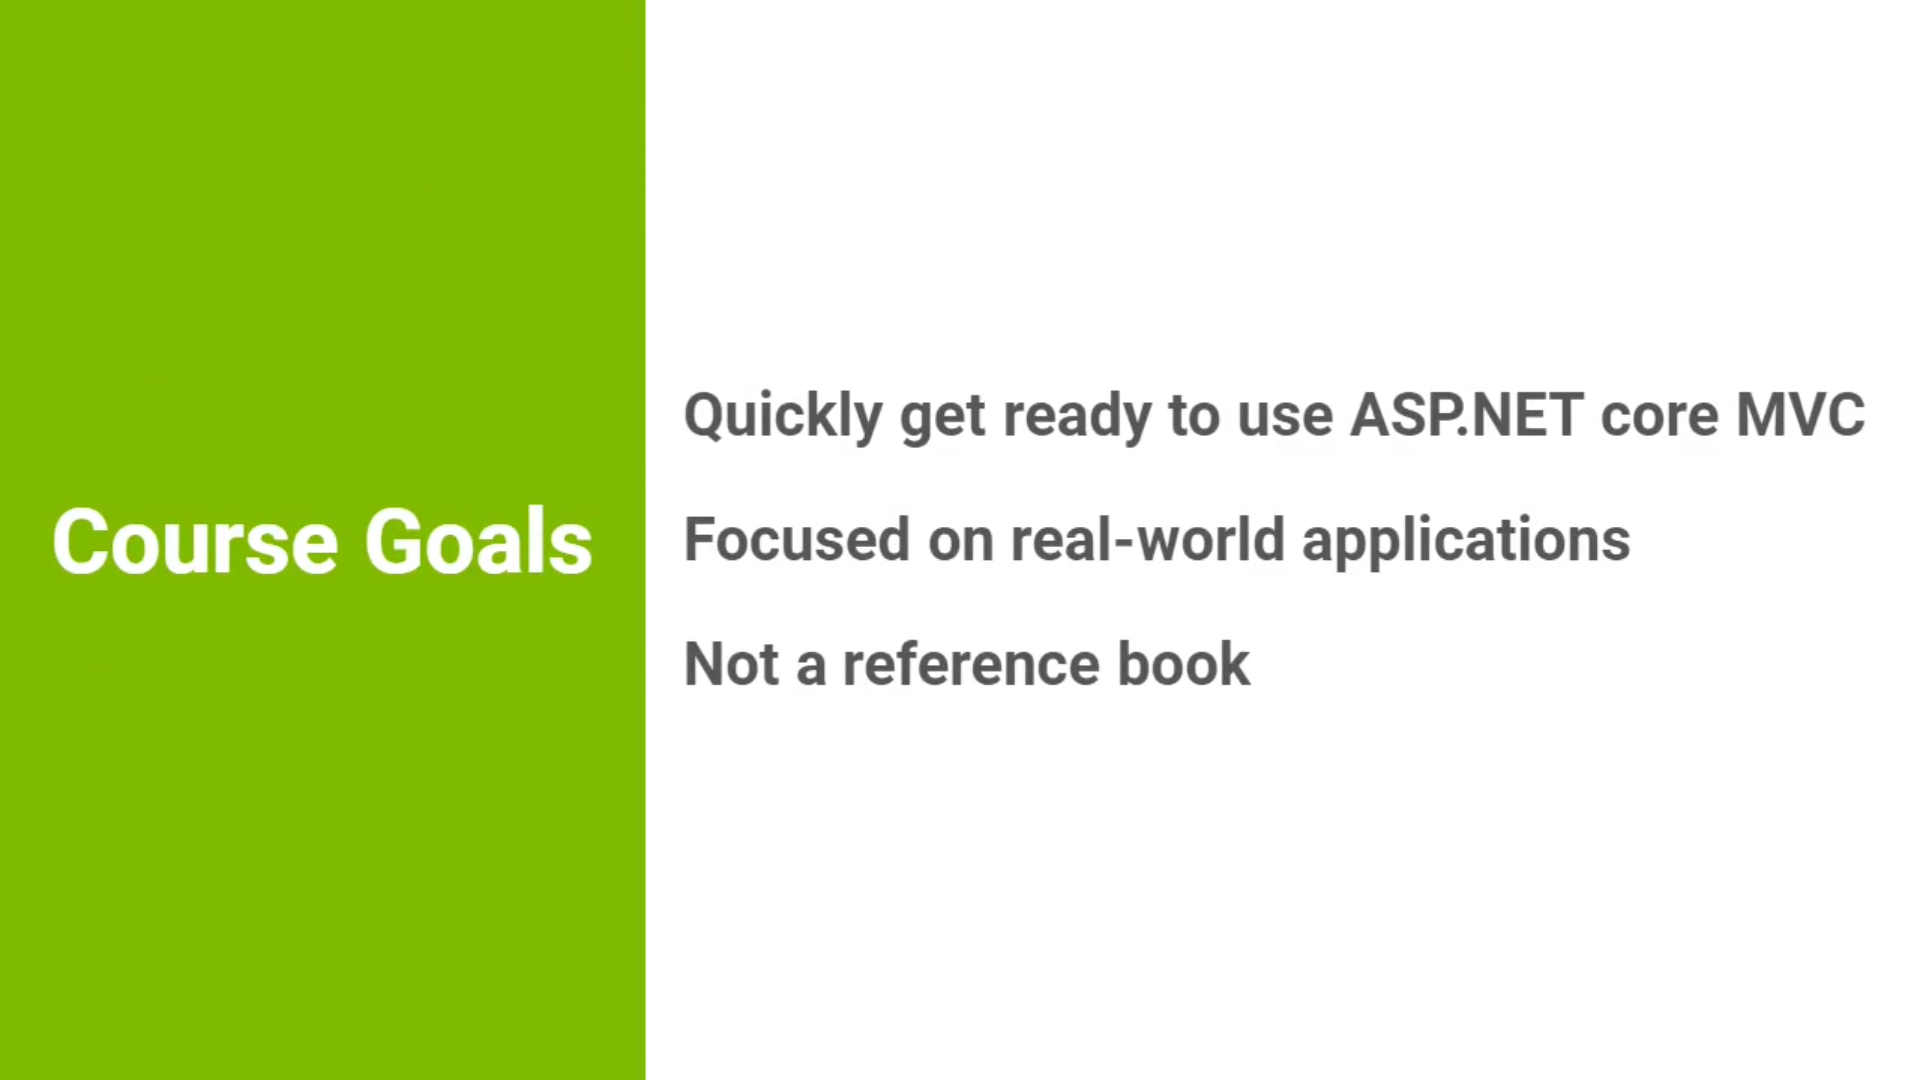 Course Goals
Quickly get ready to use ASP.NET core MVC
Focused on real-world applications
Not a reference book